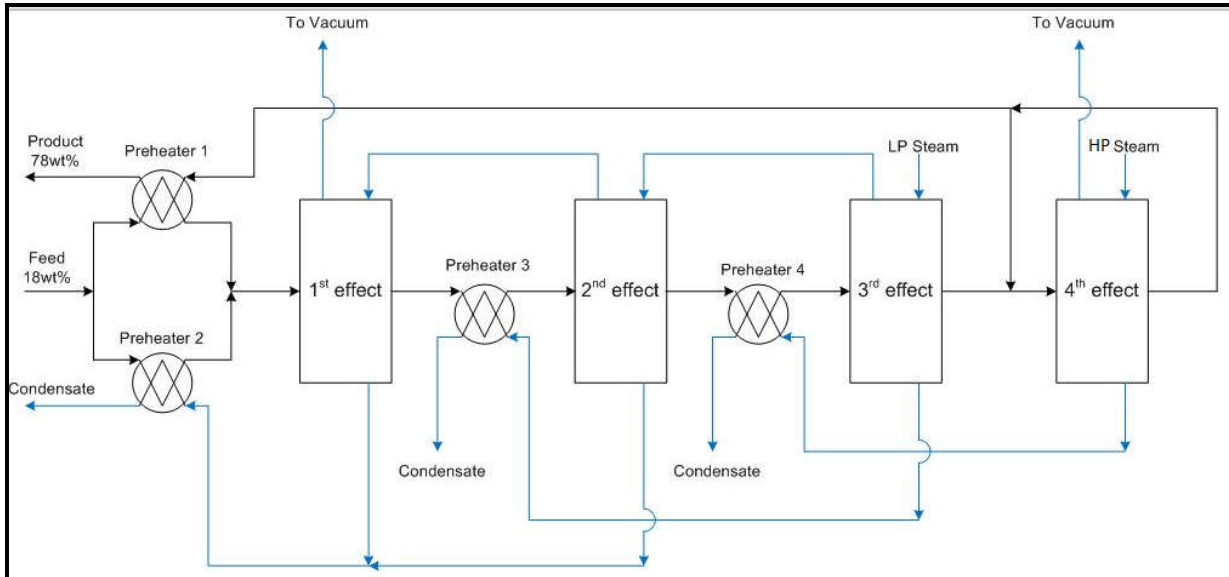 To Vacuum
To Vacuum
Product
78wt%
Preheater 1
LP Steam
HP Steam
Feed
18wt%
1st effect
Preheater 3
2nd effect
Preheater 4
3rd effect
4th effect
Preheater 2
Condensate
Condensate
Condensate